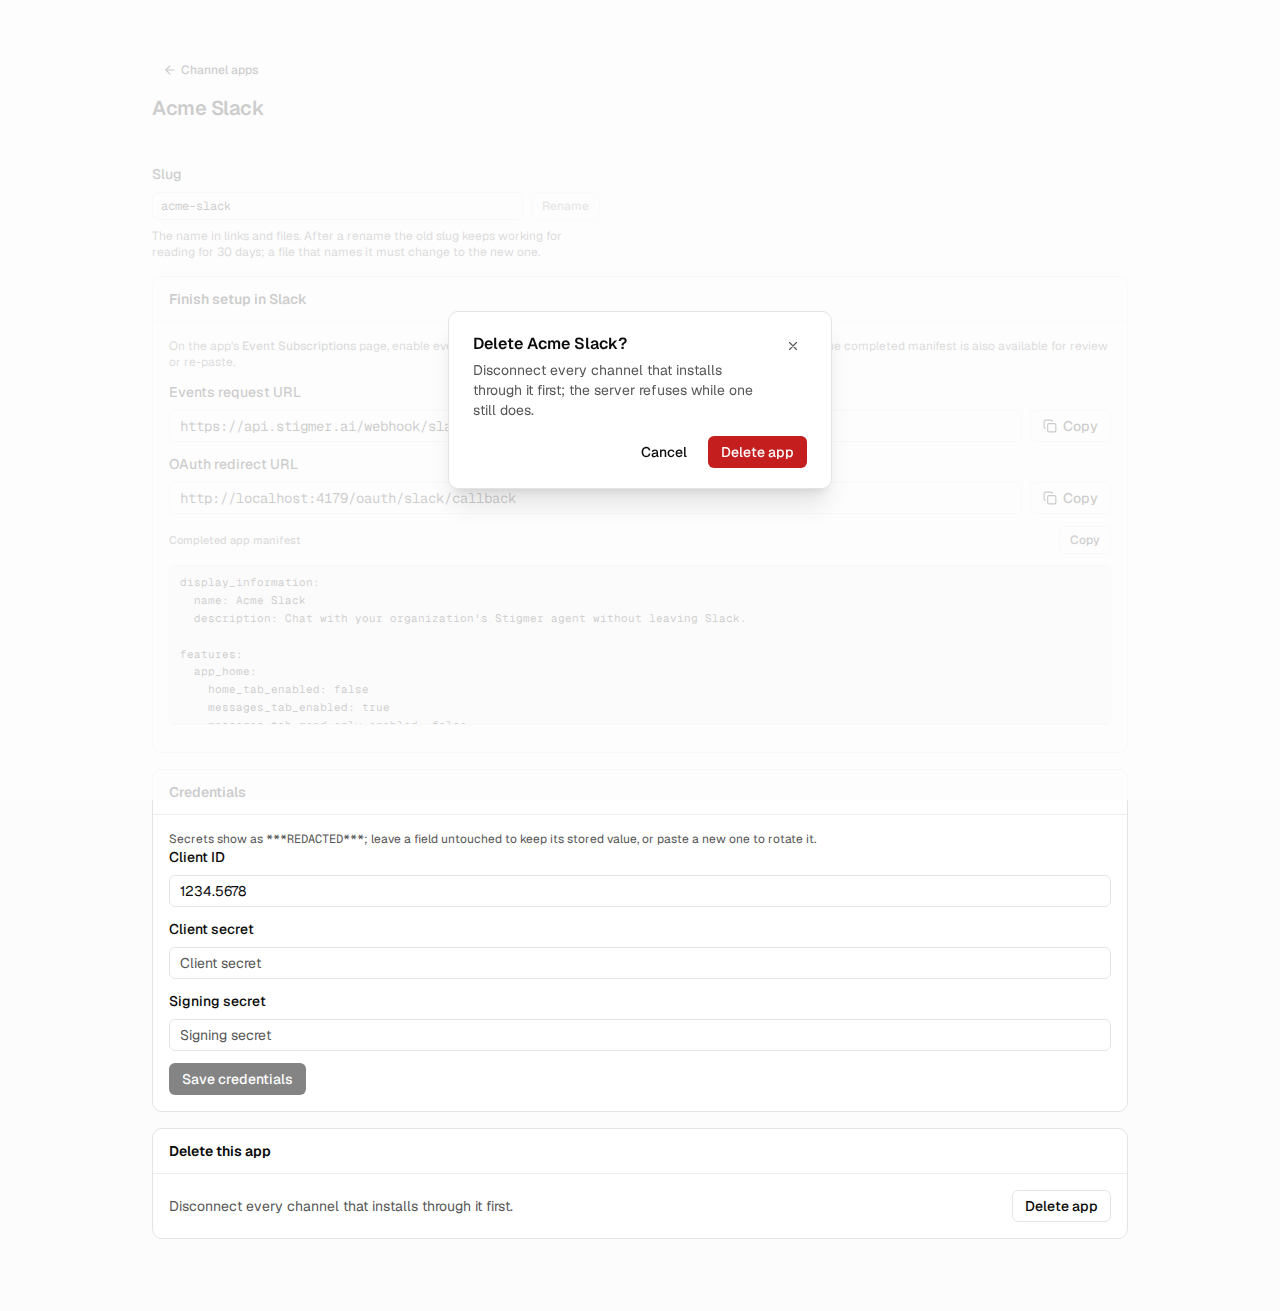 Channel apps
Acme Slack
Slug
acme-slack
Rename
The name in links and files. After a rename the old slug keeps working for
reading for 30 days; a file that names it must change to the new one.
Finish setup in Slack
On the app's Event Subscriptions page, enable eve
e completed manifest is also available for review
or re-paste.
Delete Acme Slack?
Disconnect every channel that installs
through it first; the server refuses while one
still does.
Cancel
Delete app
Events request URL
https://api.stigmer.ai/webhook/sla
Copy
OAuth redirect URL
http://localhost:4179/oauth/slack/callback
Copy
Completed app manifest
Copy
display_information:
name: Acme Slack
description: Chat with your organization's Stigmer agent without leaving Slack.
features:
app_home:
home_tab_enabled: false
messages_tab_enabled: true
messages_tab_read_only_enabled: false
Credentials
Secrets show as ***REDACTED***; leave a field untouched to keep its stored value, or paste a new one to rotate it.
Client ID
1234.5678
Client secret
Client secret
Signing secret
Signing secret
Save credentials
Delete this app
Disconnect every channel that installs through it first.
Delete app